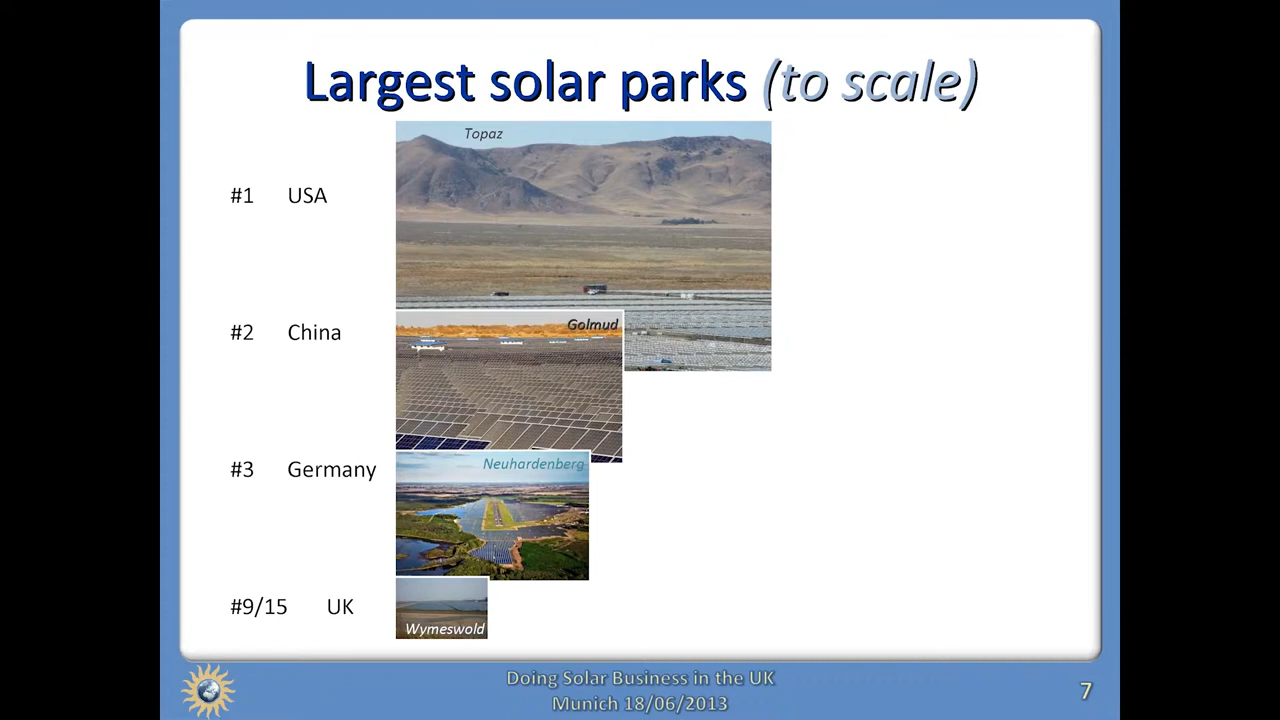 Largest solar parks (to scale)
Topaz
#1 USA
Golmud
#2 China
Neuhardenberg
#3 Germany
#9/15 UK
Wymeswold
Doing Solar Business in the UK
Munich 18/06/2013
7